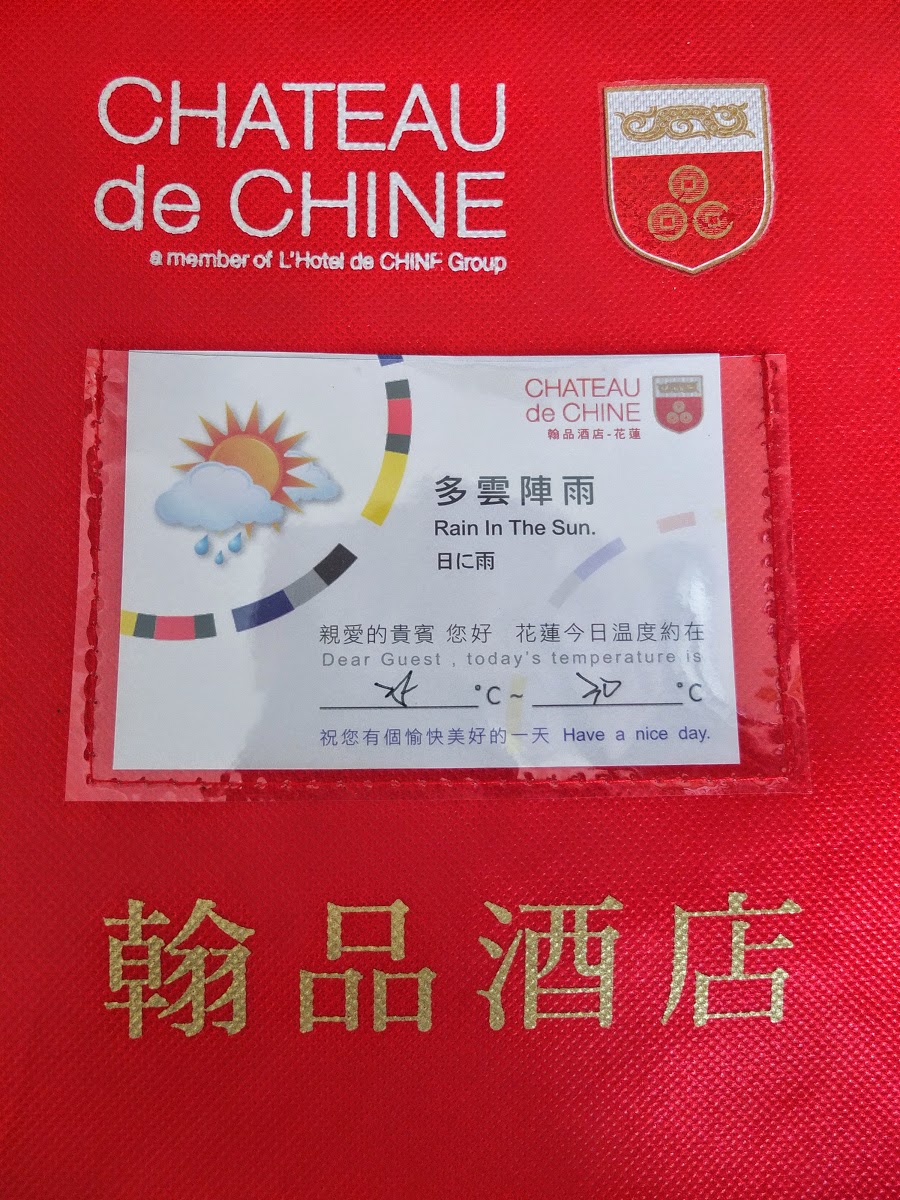 CHATEAU
de CHINE
a member of L'Hotel de CHINE Group
CHATEAU
de CHINE
翰品酒店-花蓮
多雲陣雨
Rain In The Sun.
日に雨
親愛的貴賓 您好 花蓮今日温度約在
Dear Guest , today's temperature is
°C ~ 30 °C
祝您有個愉快美好的一天 Have a nice day.
翰品酒店